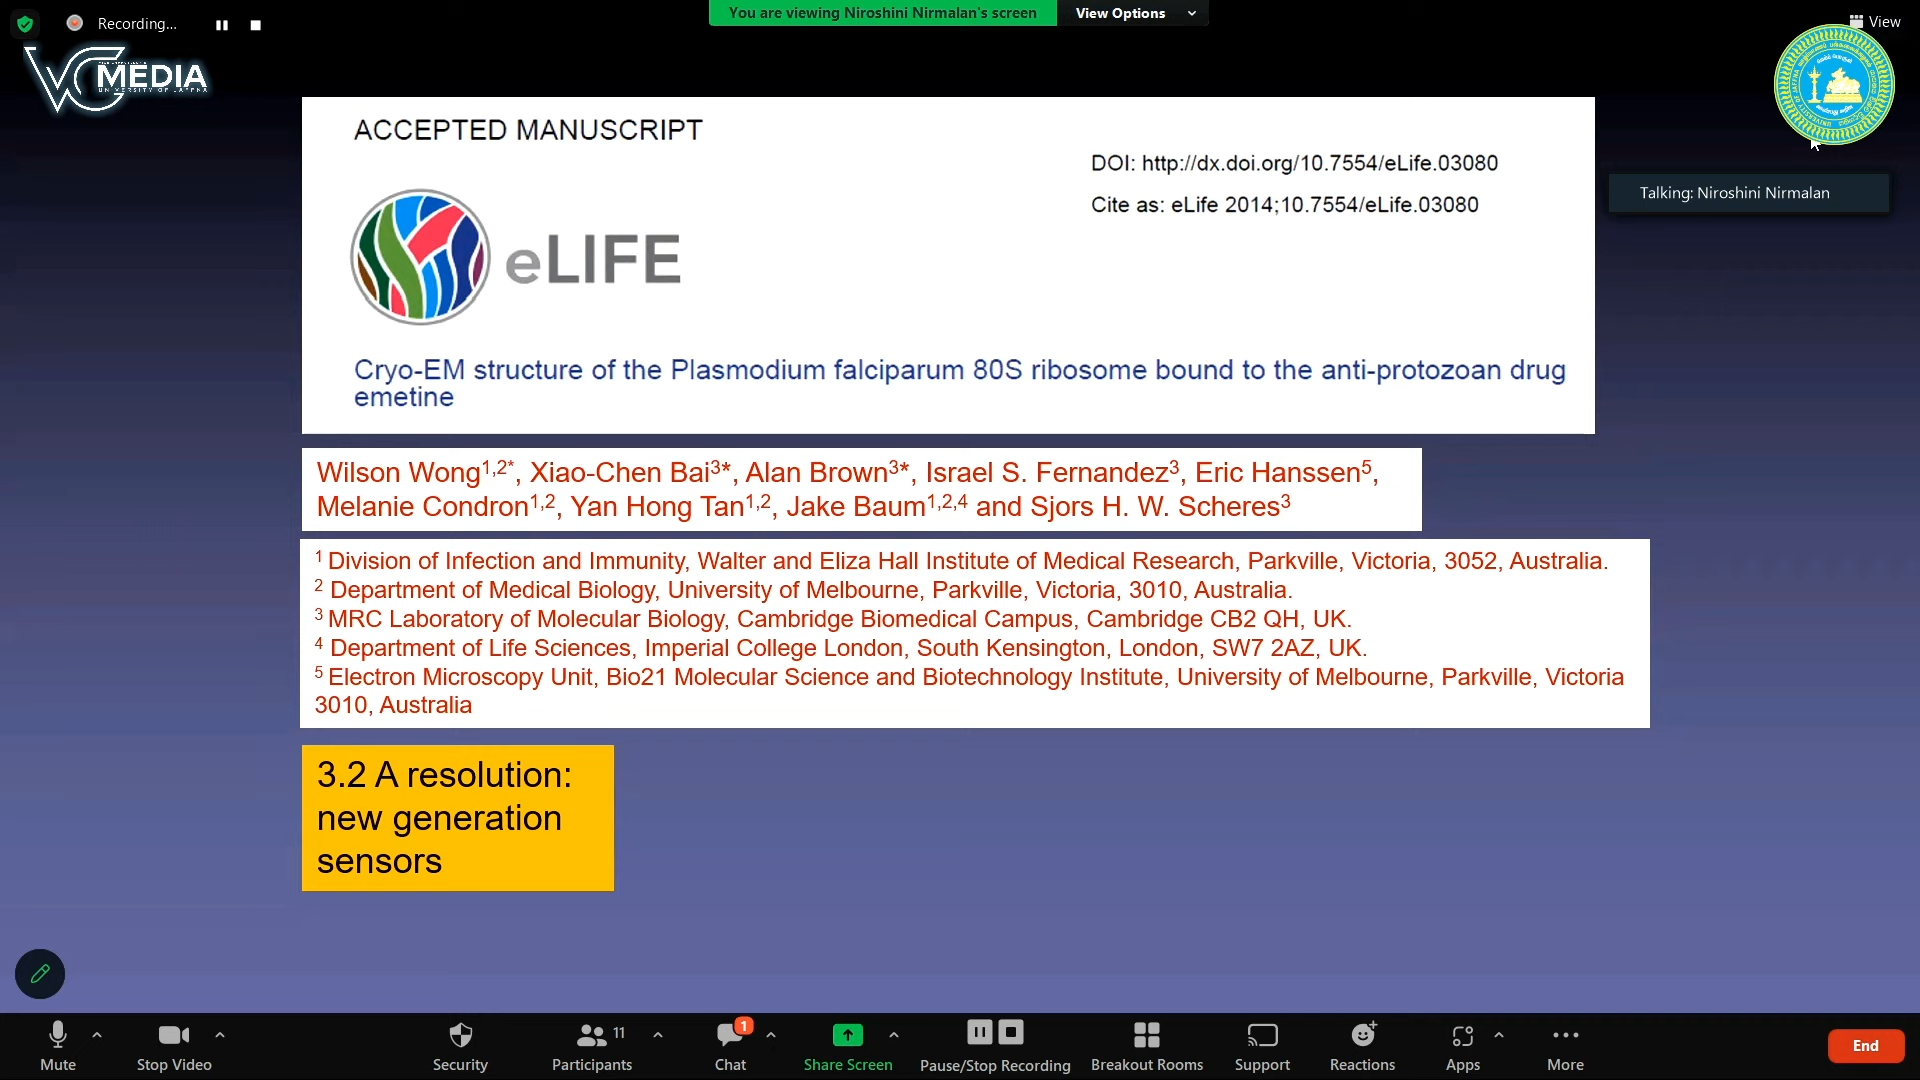 Recording...
You are viewing Niroshini Nirmalan's screen
View Options
View
VC MEDIA
UNIVERSITY OF JAFFNA
Talking: Niroshini Nirmalan
ACCEPTED MANUSCRIPT
DOI: http://dx.doi.org/10.7554/eLife.03080
Cite as: eLife 2014;10.7554/eLife.03080
eLIFE
Cryo-EM structure of the Plasmodium falciparum 80S ribosome bound to the anti-protozoan drug
emetine
Wilson Wong1,2*, Xiao-Chen Bai3*, Alan Brown3*, Israel S. Fernandez3, Eric Hanssen5,
Melanie Condron1,2, Yan Hong Tan1,2, Jake Baum1,2,4 and Sjors H. W. Scheres3
1 Division of Infection and Immunity, Walter and Eliza Hall Institute of Medical Research, Parkville, Victoria, 3052, Australia.
2 Department of Medical Biology, University of Melbourne, Parkville, Victoria, 3010, Australia.
3 MRC Laboratory of Molecular Biology, Cambridge Biomedical Campus, Cambridge CB2 QH, UK.
4 Department of Life Sciences, Imperial College London, South Kensington, London, SW7 2AZ, UK.
5 Electron Microscopy Unit, Bio21 Molecular Science and Biotechnology Institute, University of Melbourne, Parkville, Victoria
3010, Australia
3.2 A resolution:
new generation
sensors
11
1
Mute
Stop Video
Security
Participants
Chat
Share Screen
Pause/Stop Recording
Breakout Rooms
Support
Reactions
Apps
More
End